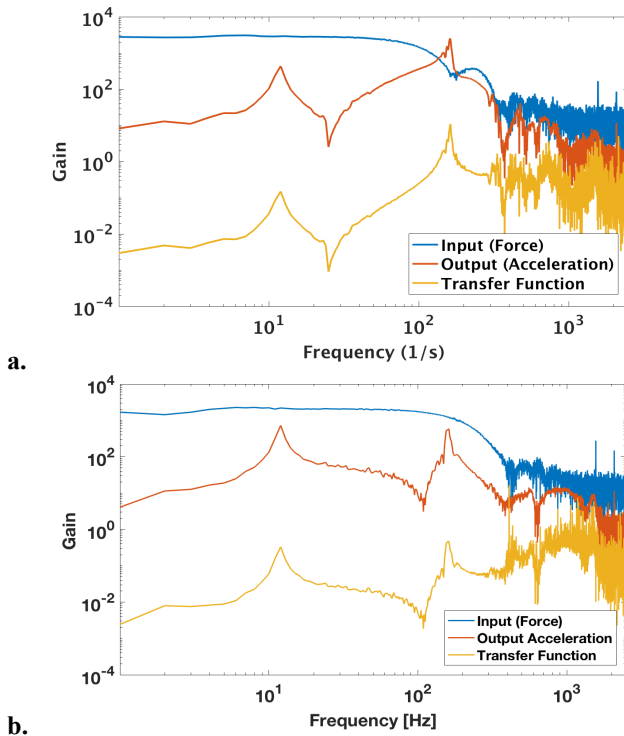 10^4
10^2
10^0
10^-2
10^-4
Gain
Input (Force)
Output (Acceleration)
Transfer Function
10^1
10^2
10^3
Frequency (1/s)
a.
10^4
10^2
10^0
10^-2
10^-4
Gain
Input (Force)
Output Acceleration
Transfer Function
10^1
10^2
10^3
Frequency [Hz]
b.